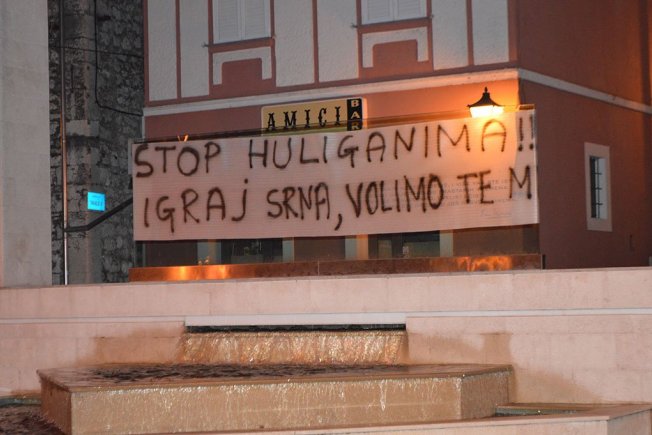 AMICI BAR
STOP HULIGANIMA!!
IGRAJ SRNA, VOLIMO TE M